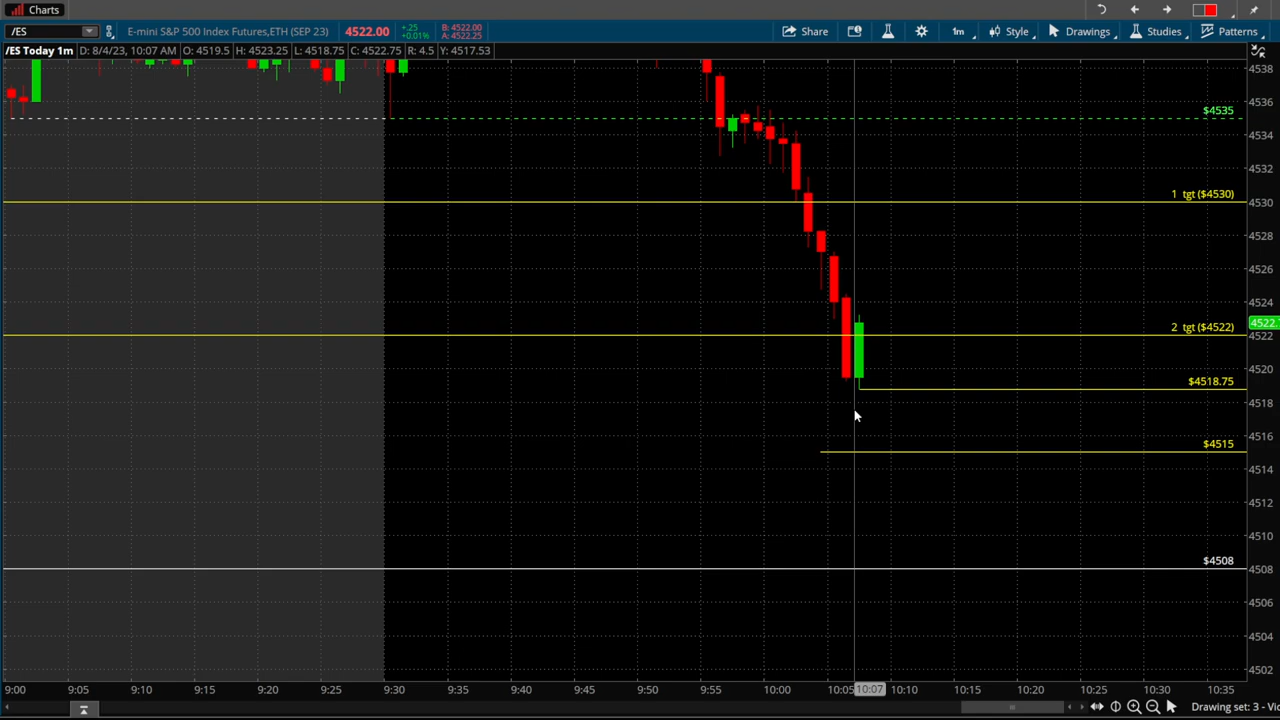 Charts
/ES
E-mini S&P 500 Index Futures,ETH (SEP 23)
4522.00
+.25
+0.01%
B: 4522.00
A: 4522.25
Share
1m
Style
Drawings
Studies
Patterns
/ES Today 1m
D: 8/4/23, 10:07 AM
O: 4519.5
H: 4523.25
L: 4518.75
C: 4522.75
R: 4.5
Y: 4517.53
4538
$4535
4536
4534
4532
1 tgt ($4530)
4530
4528
4526
4524
4522.
2 tgt ($4522)
4522
4520
$4518.75
4518
4516
$4515
4514
4512
4510
$4508
4508
4506
4504
4502
9:00 9:05 9:10 9:15 9:20 9:25 9:30 9:35 9:40 9:45 9:50 9:55 10:00 10:05 10:07 10:10 10:15 10:20 10:25 10:30 10:35
Drawing set: 3 - Vic